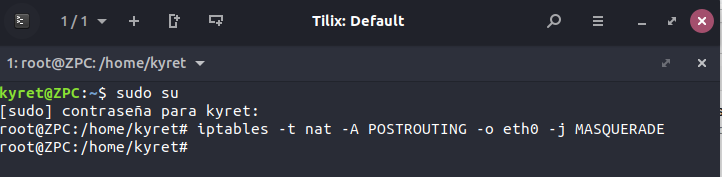 1 / 1
Tilix: Default
1: root@ZPC: /home/kyret
kyret@ZPC:~$ sudo su
[sudo] contraseña para kyret:
root@ZPC:/home/kyret# iptables -t nat -A POSTROUTING -o eth0 -j MASQUERADE
root@ZPC:/home/kyret#